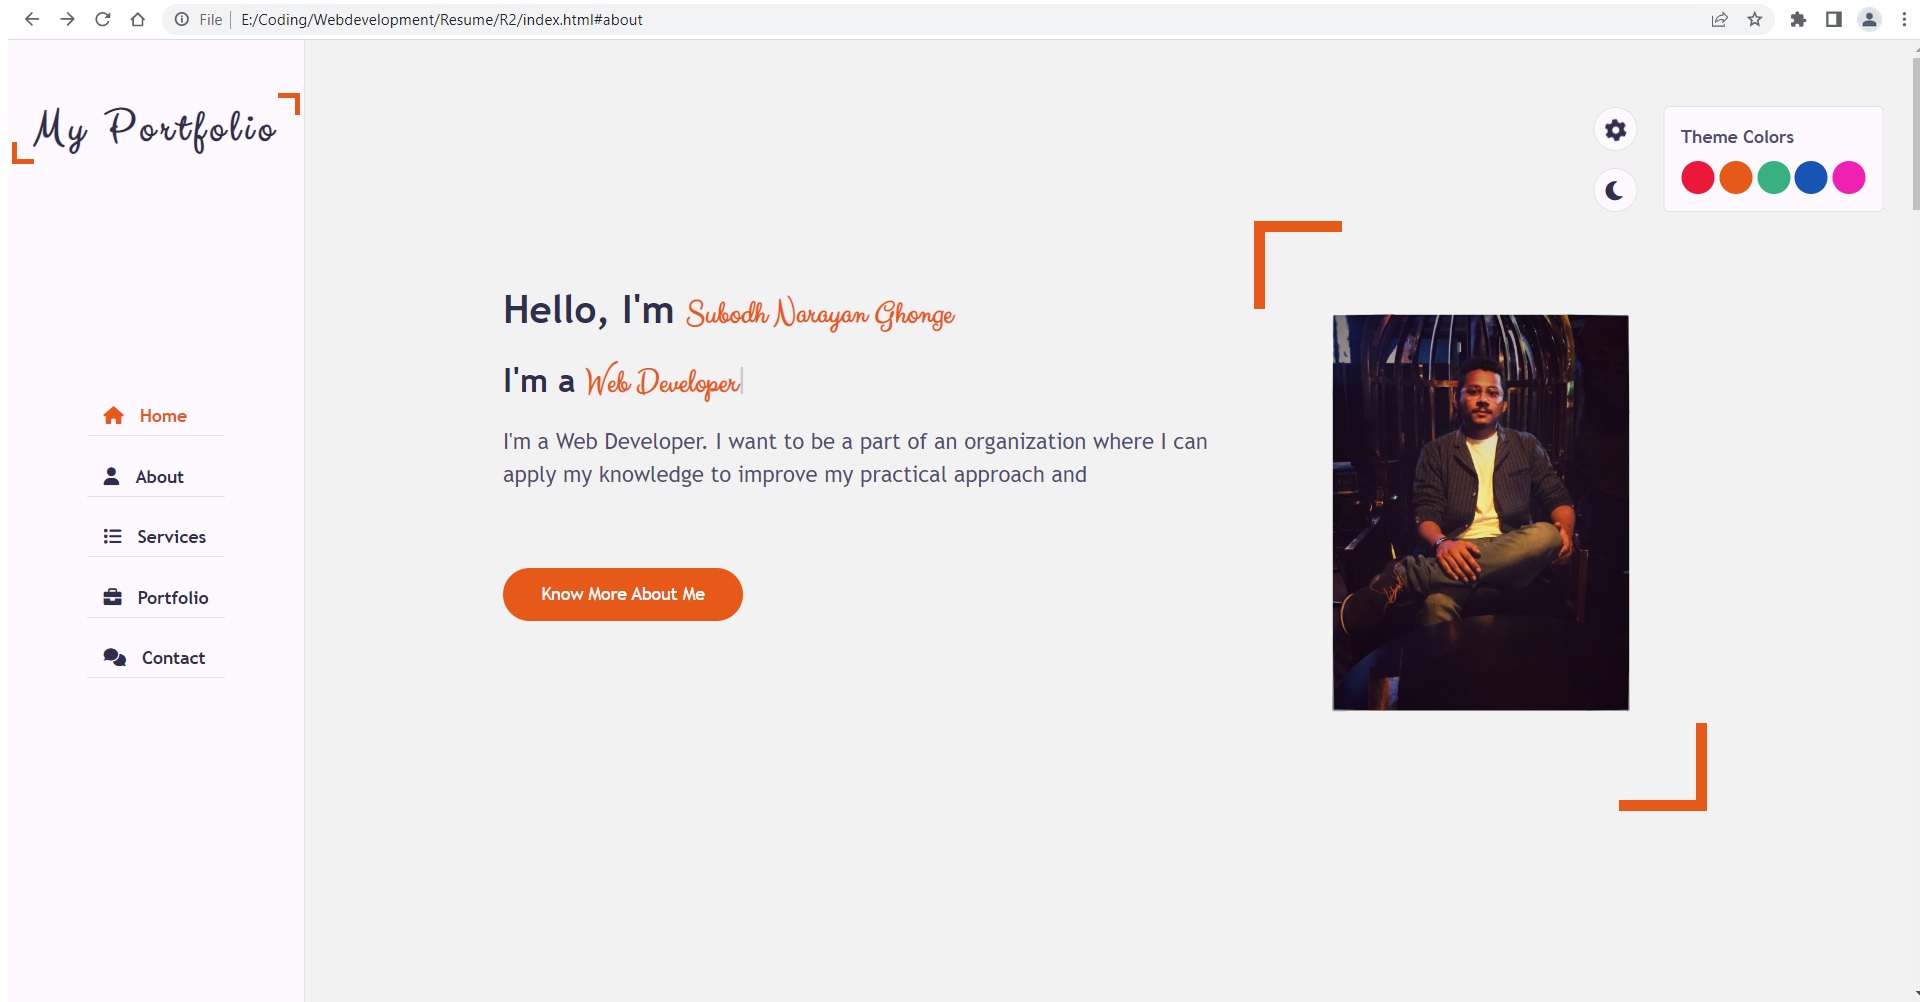 File | E:/Coding/Webdevelopment/Resume/R2/index.html#about
My Portfolio
Theme Colors
Hello, I'm Subodh Narayan Ghonge
I'm a Web Developer
I'm a Web Developer. I want to be a part of an organization where I can
apply my knowledge to improve my practical approach and
Know More About Me
Home
About
Services
Portfolio
Contact